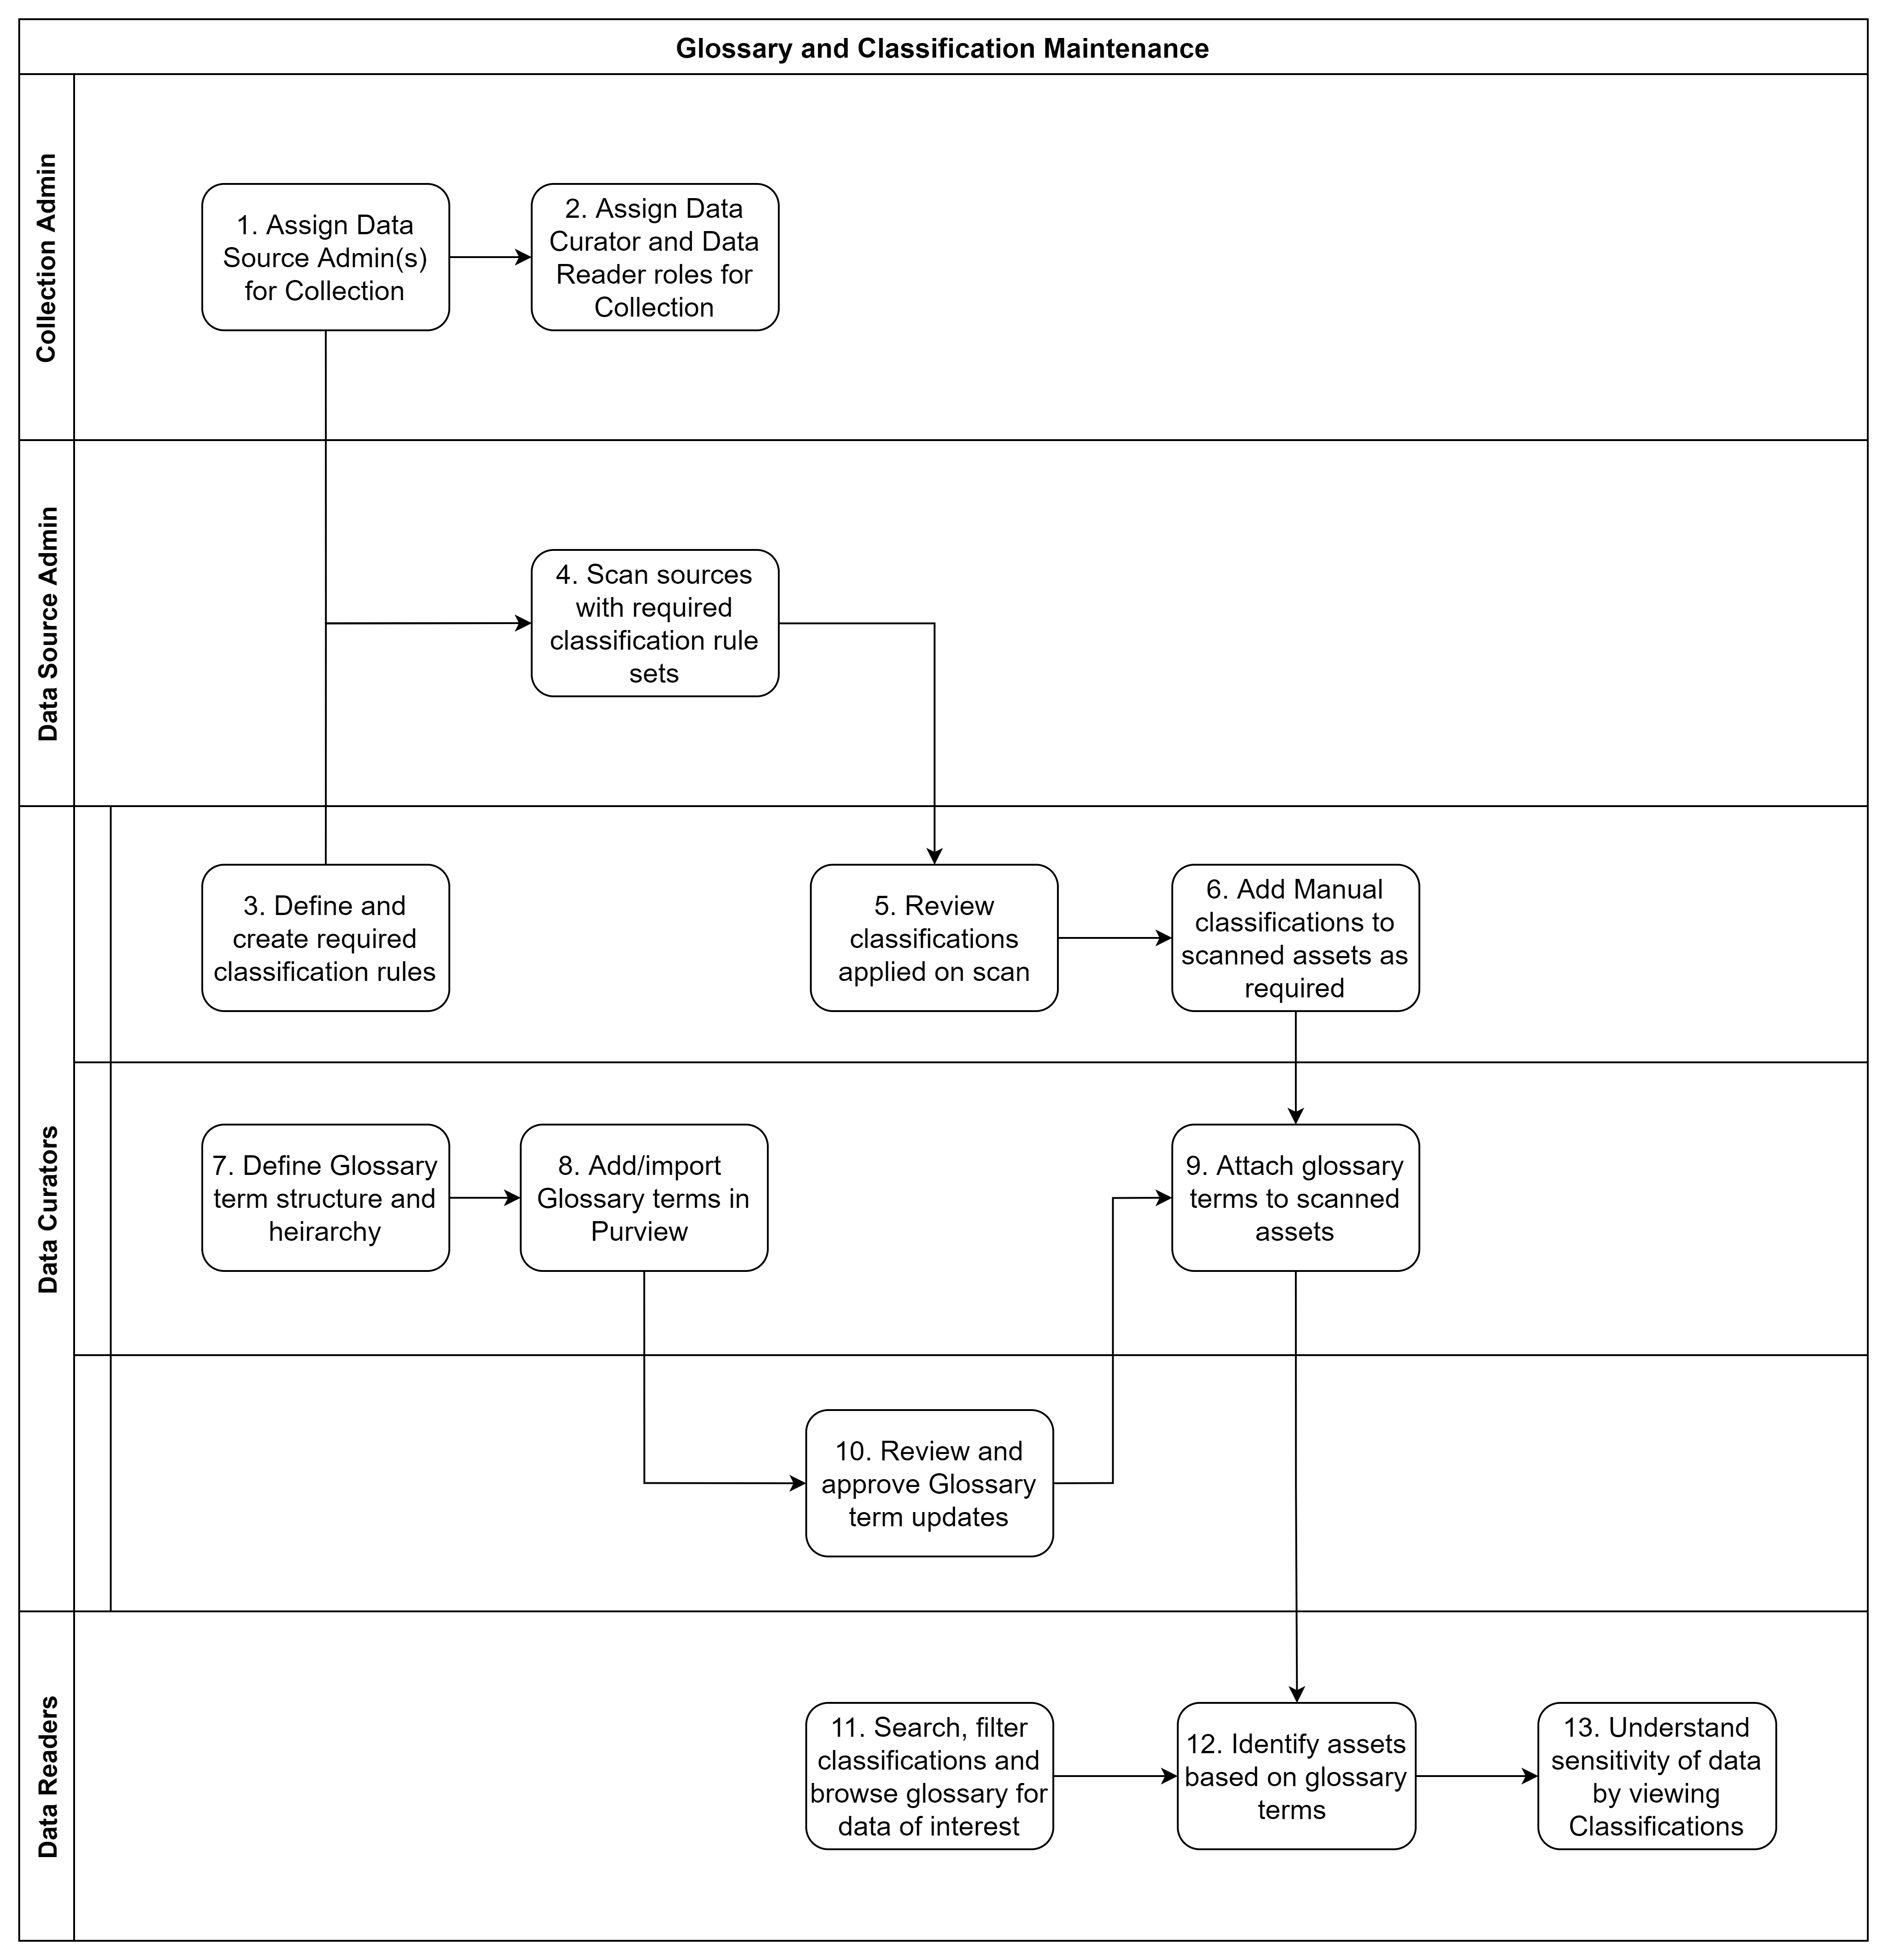 Glossary and Classification Maintenance
Collection Admin
1. Assign Data
Source Admin(s)
for Collection
2. Assign Data
Curator and Data
Reader roles for
Collection
Data Source Admin
4. Scan sources
with required
classification rule
sets
Data Curators
3. Define and
create required
classification rules
5. Review
classifications
applied on scan
6. Add Manual
classifications to
scanned assets as
required
7. Define Glossary
term structure and
heirarchy
8. Add/import
Glossary terms in
Purview
9. Attach glossary
terms to scanned
assets
10. Review and
approve Glossary
term updates
Data Readers
11. Search, filter
classifications and
browse glossary for
data of interest
12. Identify assets
based on glossary
terms
13. Understand
sensitivity of data
by viewing
Classifications